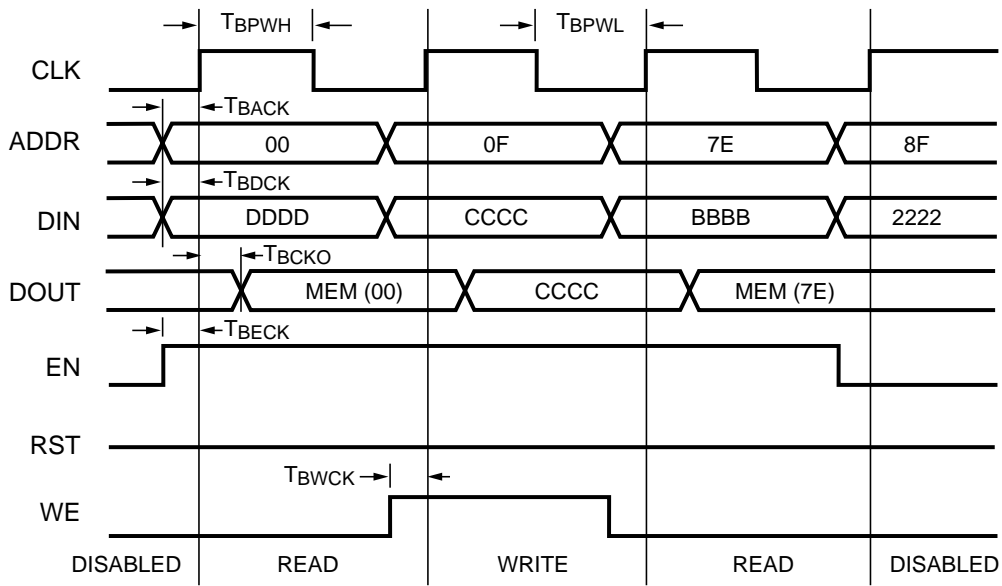 TBPWH TBPWL
CLK
TBACK
ADDR 00 0F 7E 8F
TBDCK
DIN DDDD CCCC BBBB 2222
TBCKO
DOUT MEM (00) CCCC MEM (7E)
TBECK
EN
RST
TBWCK
WE
DISABLED READ WRITE READ DISABLED